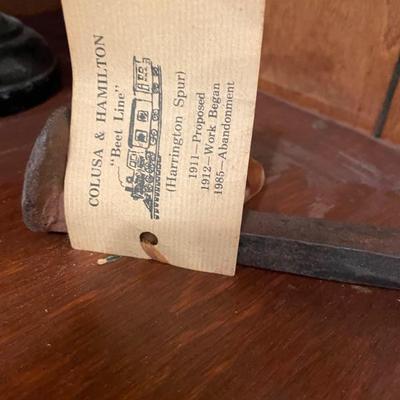 COLUSA & HAMILTON
"Beet Line"
(Harrington Spur)
1911—Proposed
1912—Work Began
1985—Abandonment